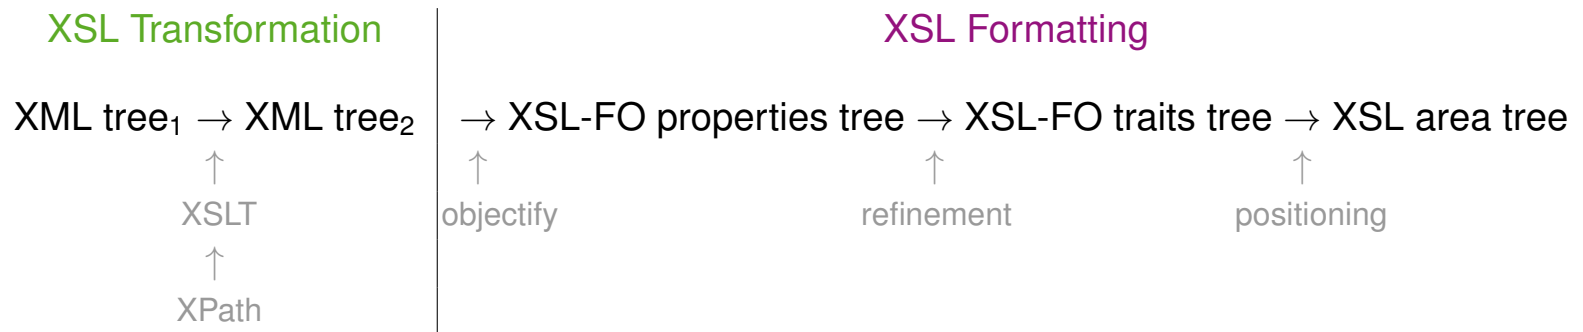 XSL Transformation XSL Formatting
XML tree₁ → XML tree₂ → XSL-FO properties tree → XSL-FO traits tree → XSL area tree
↑ ↑ ↑ ↑
XSLT objectify refinement positioning
↑
XPath